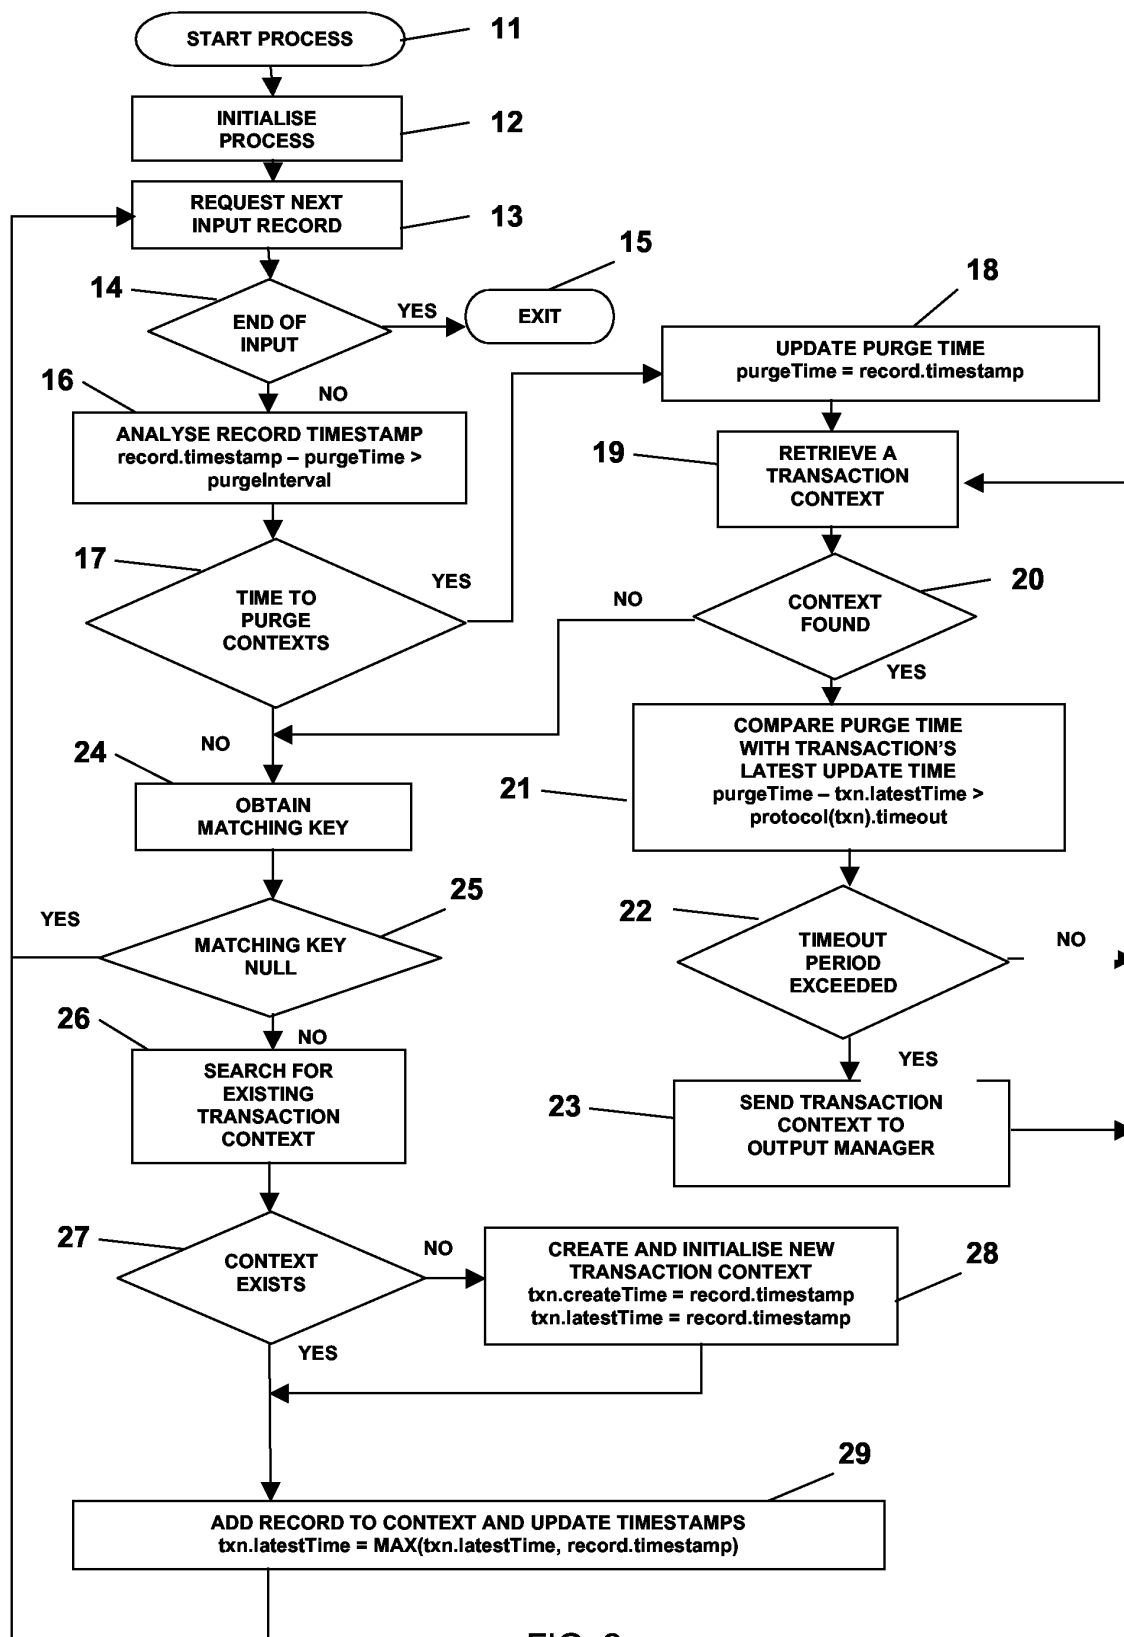 START PROCESS
11
INITIALISE
PROCESS
12
REQUEST NEXT
INPUT RECORD
13
14
END OF
INPUT
YES
EXIT
15
NO
16
ANALYSE RECORD TIMESTAMP
record.timestamp – purgeTime >
purgeInterval
17
TIME TO
PURGE
CONTEXTS
YES
NO
18
UPDATE PURGE TIME
purgeTime = record.timestamp
19
RETRIEVE A
TRANSACTION
CONTEXT
20
CONTEXT
FOUND
NO
YES
21
COMPARE PURGE TIME
WITH TRANSACTION'S
LATEST UPDATE TIME
purgeTime – txn.latestTime >
protocol(txn).timeout
22
TIMEOUT
PERIOD
EXCEEDED
NO
YES
23
SEND TRANSACTION
CONTEXT TO
OUTPUT MANAGER
24
OBTAIN
MATCHING KEY
25
MATCHING KEY
NULL
YES
NO
26
SEARCH FOR
EXISTING
TRANSACTION
CONTEXT
27
CONTEXT
EXISTS
NO
YES
28
CREATE AND INITIALISE NEW
TRANSACTION CONTEXT
txn.createTime = record.timestamp
txn.latestTime = record.timestamp
29
ADD RECORD TO CONTEXT AND UPDATE TIMESTAMPS
txn.latestTime = MAX(txn.latestTime, record.timestamp)